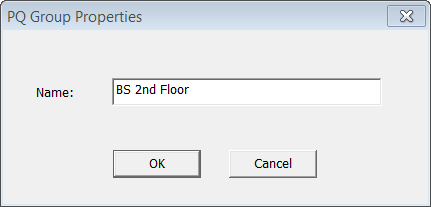 PQ Group Properties
Name: BS 2nd Floor
OK Cancel